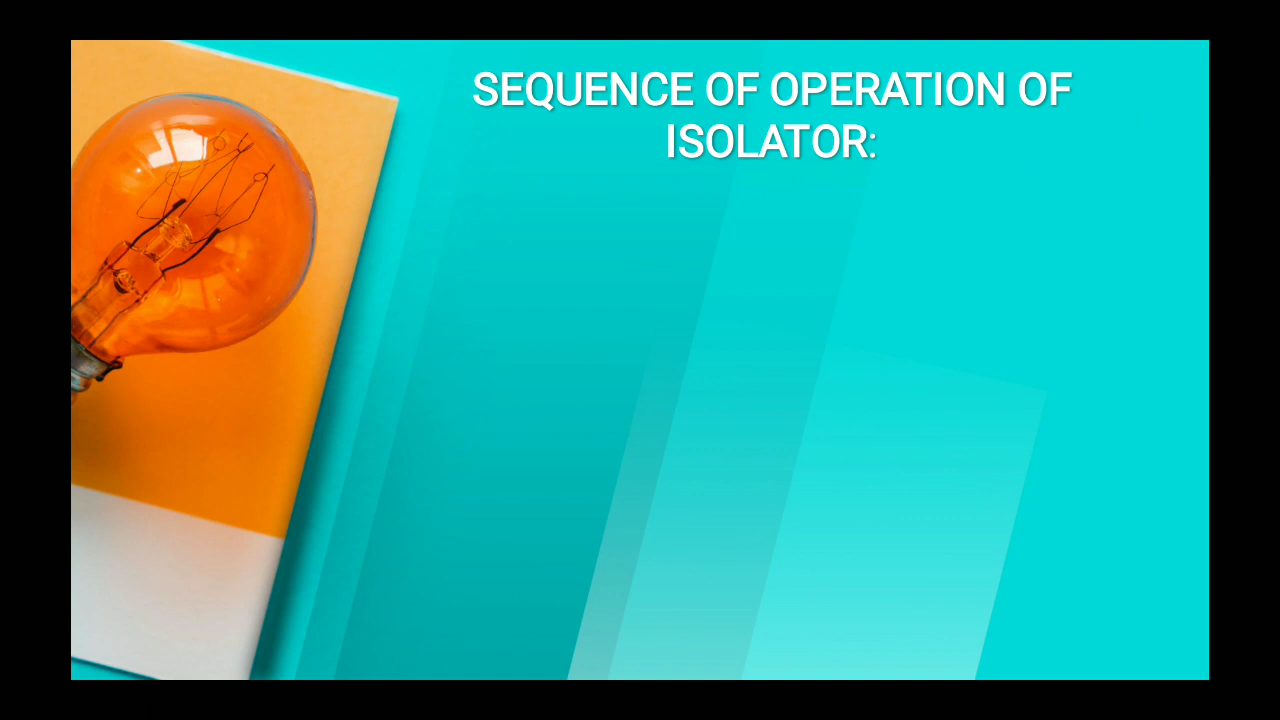 SEQUENCE OF OPERATION OF
ISOLATOR: